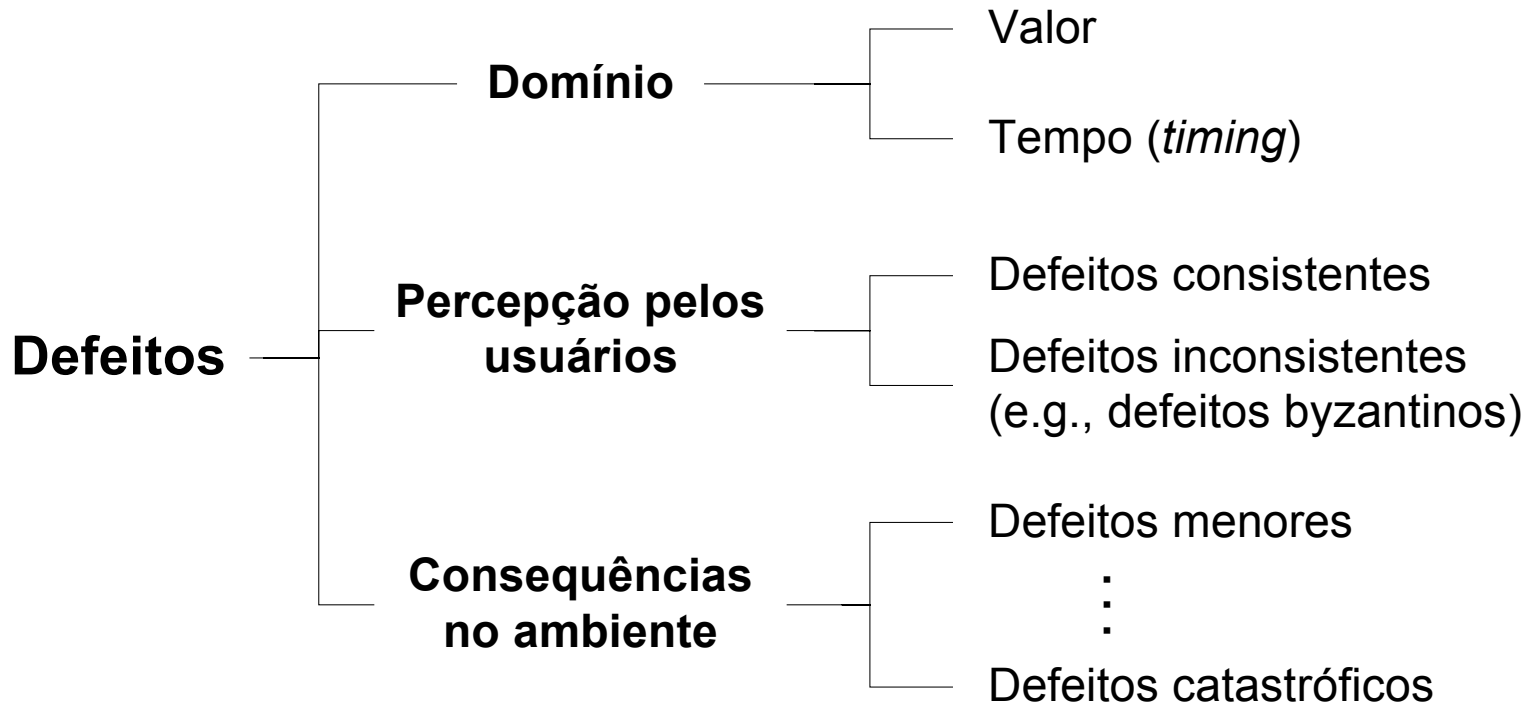 Defeitos
Domínio
Valor
Tempo (timing)
Percepção pelos
usuários
Defeitos consistentes
Defeitos inconsistentes
(e.g., defeitos byzantinos)
Consequências
no ambiente
Defeitos menores
Defeitos catastróficos